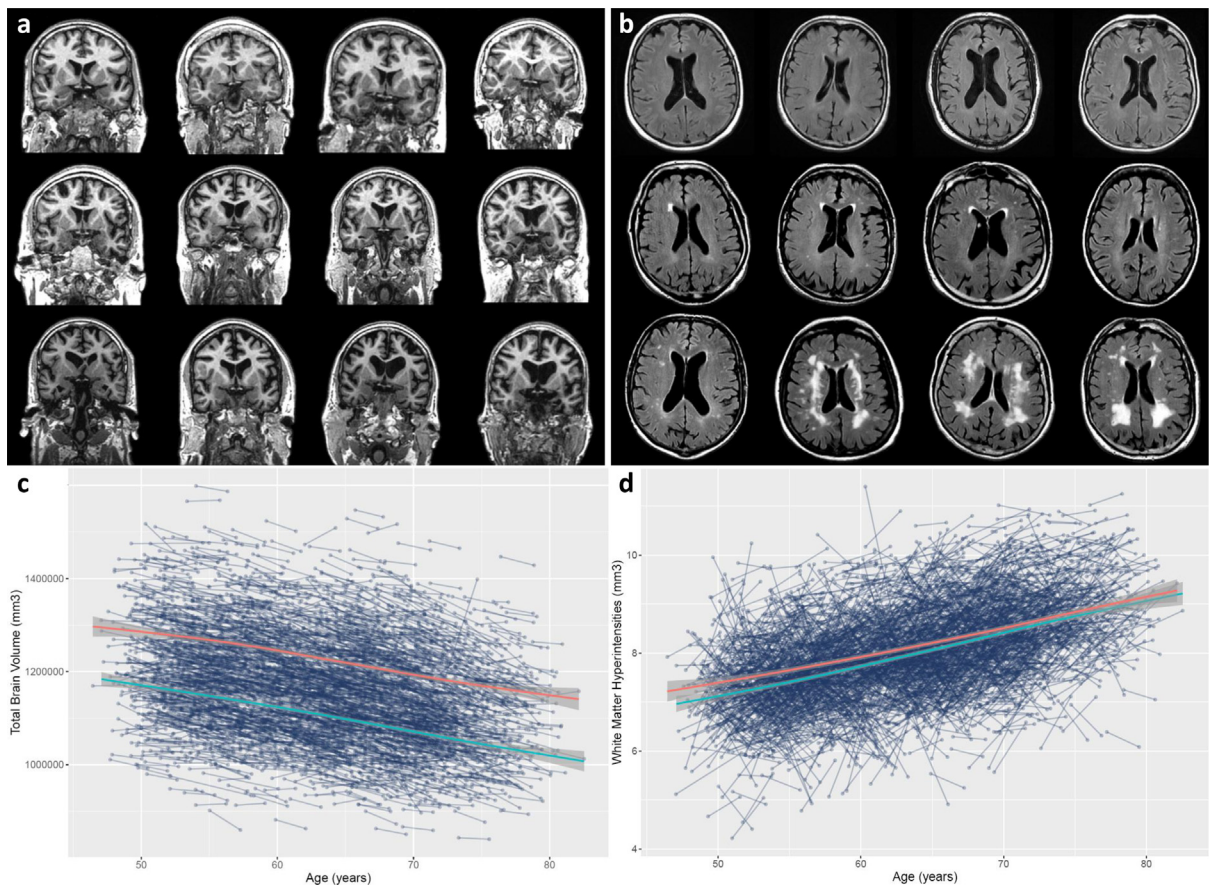 a
b
c
d
1400000
1200000
1000000
Total Brain Volume (mm3)
50
60
70
80
Age (years)
10
8
6
4
White Matter Hyperintensities (mm3)
50
60
70
80
Age (years)